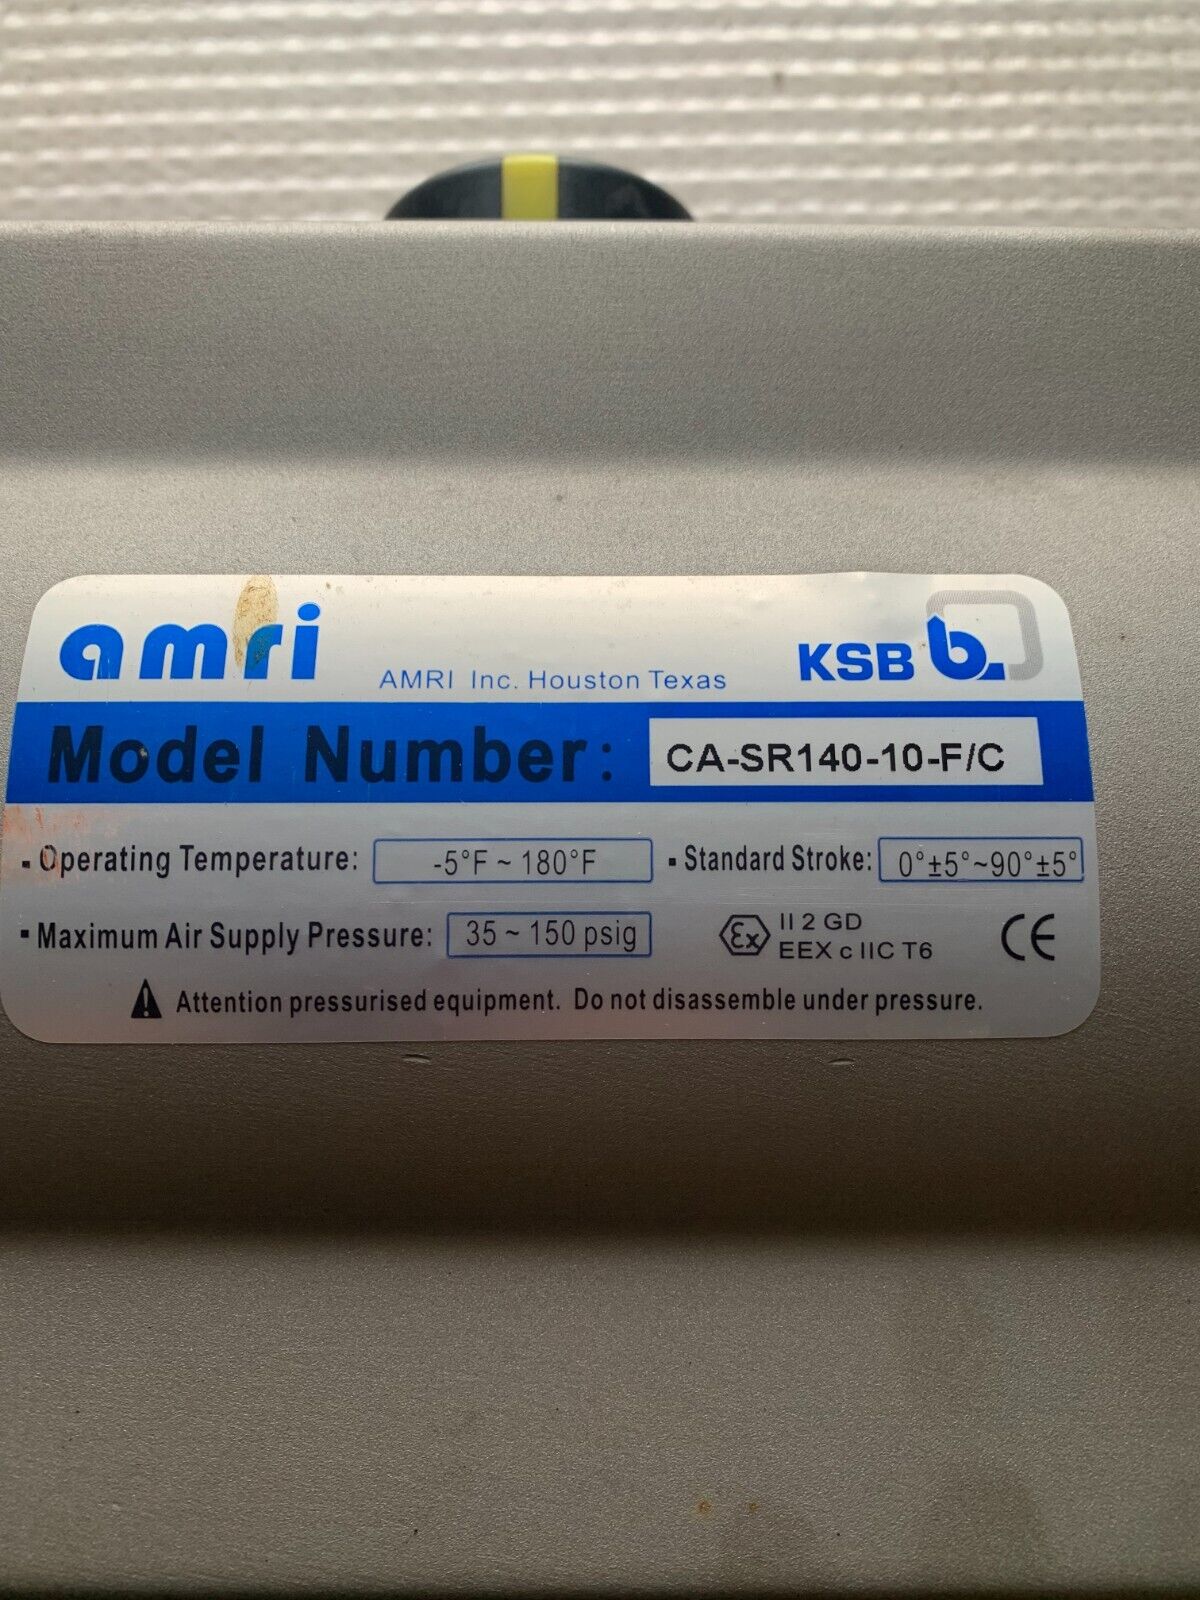 amri
AMRI Inc. Houston Texas
KSB b.
Model Number: CA-SR140-10-F/C
▪ Operating Temperature: -5°F ~ 180°F ▪ Standard Stroke: 0°±5°~90°±5°
▪ Maximum Air Supply Pressure: 35 ~ 150 psig
Ex II 2 GD
EEX c IIC T6
CE
Attention pressurised equipment. Do not disassemble under pressure.